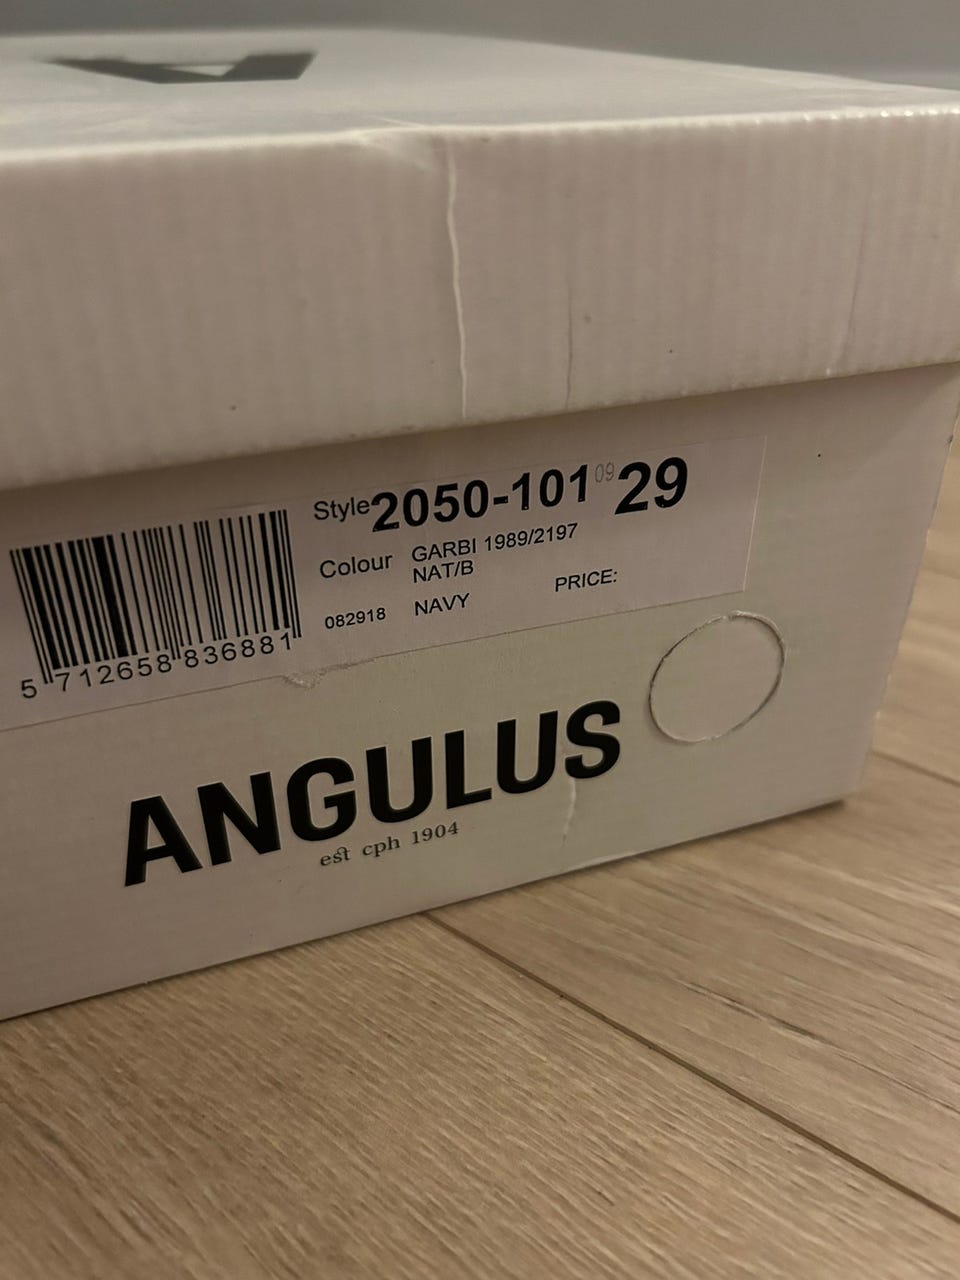 A
Style 2050-101 09 29
Colour GARBI 1989/2197
NAT/B
082918 NAVY PRICE:
5 712658 836881
ANGULUS
est cph 1904